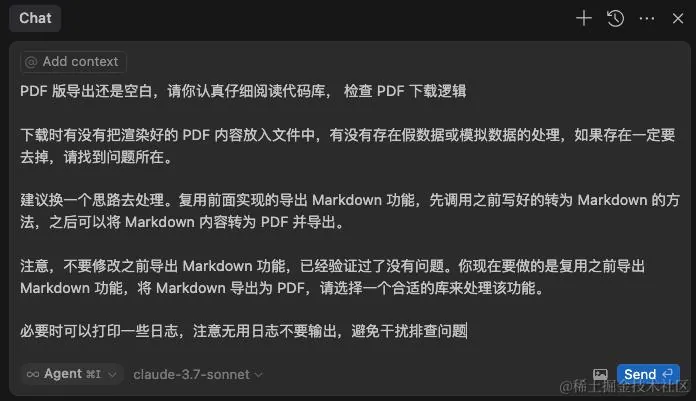 Chat
@ Add context
PDF 版导出还是空白，请你认真仔细阅读代码库， 检查 PDF 下载逻辑
下载时有没有把渲染好的 PDF 内容放入文件中，有没有存在假数据或模拟数据的处理，如果存在一定要
去掉，请找到问题所在。
建议换一个思路去处理。复用前面实现的导出 Markdown 功能，先调用之前写好的转为 Markdown 的方
法，之后可以将 Markdown 内容转为 PDF 并导出。
注意，不要修改之前导出 Markdown 功能，已经验证过了没有问题。你现在要做的是复用之前导出
Markdown 功能，将 Markdown 导出为 PDF，请选择一个合适的库来处理该功能。
必要时可以打印一些日志，注意无用日志不要输出，避免干扰排查问题
∞ Agent ⌘I claude-3.7-sonnet Send
@稀土掘金技术社区